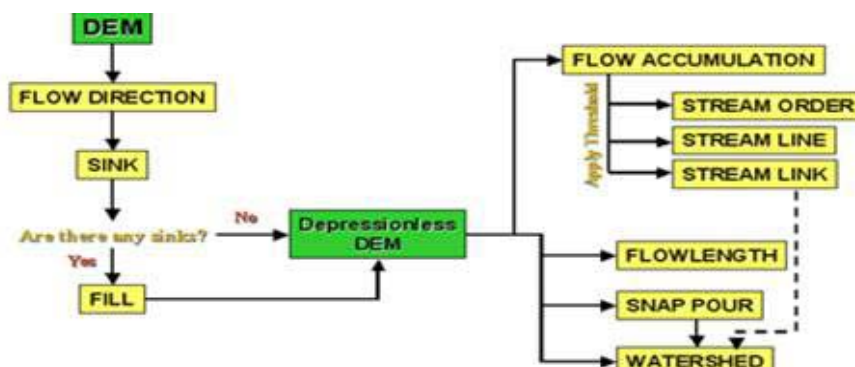 DEM
FLOW DIRECTION
SINK
Are there any sinks?
No
Yes
FILL
Depressionless
DEM
FLOW ACCUMULATION
Apply Threshold
STREAM ORDER
STREAM LINE
STREAM LINK
FLOWLENGTH
SNAP POUR
WATERSHED